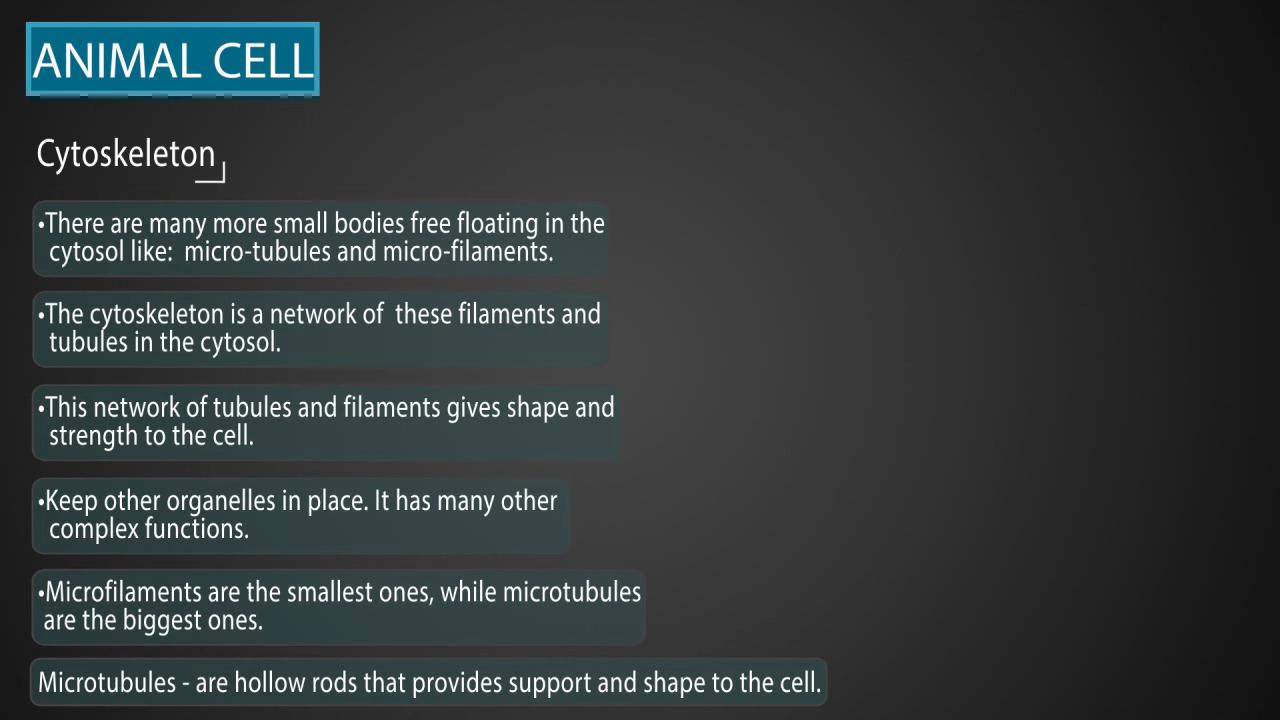 ANIMAL CELL
Cytoskeleton
•There are many more small bodies free floating in the
cytosol like:  micro-tubules and micro-filaments.
•The cytoskeleton is a network of  these filaments and
tubules in the cytosol.
•This network of tubules and filaments gives shape and
strength to the cell.
•Keep other organelles in place. It has many other
complex functions.
•Microfilaments are the smallest ones, while microtubules
are the biggest ones.
Microtubules - are hollow rods that provides support and shape to the cell.